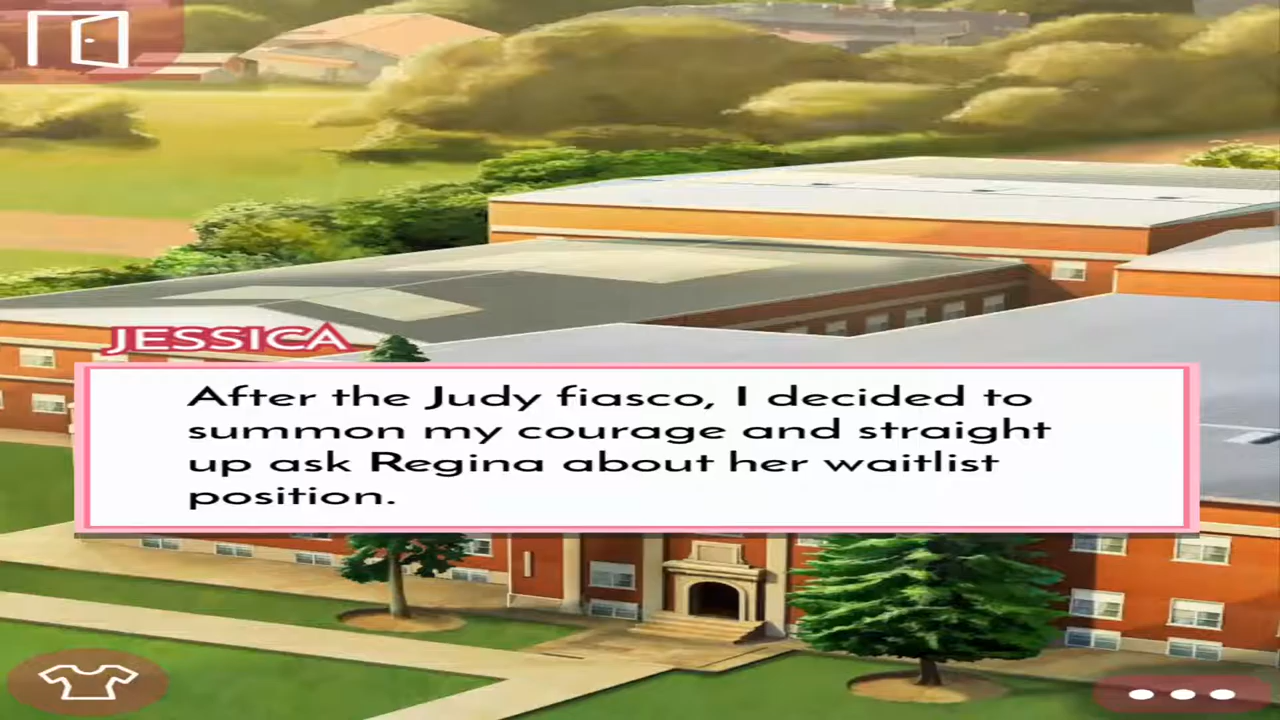 JESSICA
After the Judy fiasco, I decided to
summon my courage and straight
up ask Regina about her waitlist
position.